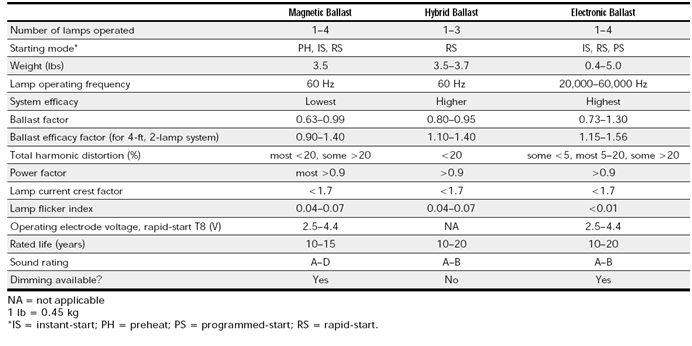 Magnetic Ballast Hybrid Ballast Electronic Ballast
Number of lamps operated 1–4 1–3 1–4
Starting mode* PH, IS, RS RS IS, RS, PS
Weight (lbs) 3.5 3.5–3.7 0.4–5.0
Lamp operating frequency 60 Hz 60 Hz 20,000–60,000 Hz
System efficacy Lowest Higher Highest
Ballast factor 0.63–0.99 0.80–0.95 0.73–1.30
Ballast efficacy factor (for 4-ft, 2-lamp system) 0.90–1.40 1.10–1.40 1.15–1.56
Total harmonic distortion (%) most <20, some >20 <20 some <5, most 5–20, some >20
Power factor most >0.9 >0.9 >0.9
Lamp current crest factor <1.7 <1.7 <1.7
Lamp flicker index 0.04–0.07 0.04–0.07 <0.01
Operating electrode voltage, rapid-start T8 (V) 2.5–4.4 NA 2.5–4.4
Rated life (years) 10–15 10–20 10–20
Sound rating A–D A–B A–B
Dimming available? Yes No Yes
NA = not applicable
1 lb = 0.45 kg
*IS = instant-start; PH = preheat; PS = programmed-start; RS = rapid-start.